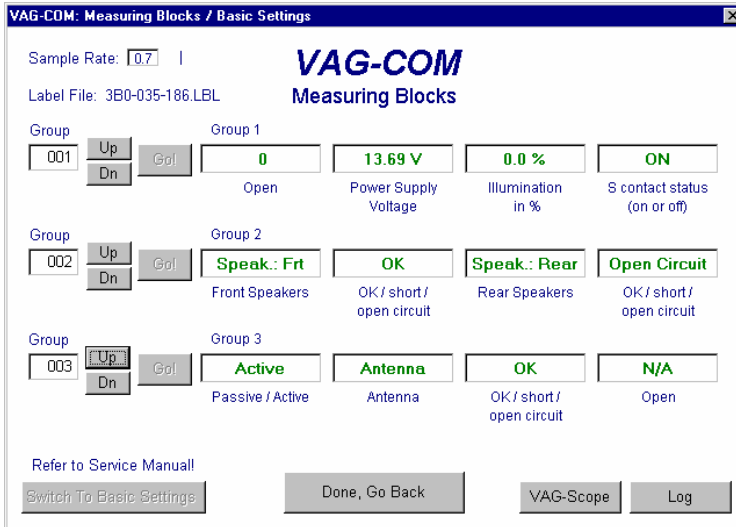 VAG-COM: Measuring Blocks / Basic Settings
Sample Rate: 0.7
VAG-COM
Label File: 3B0-035-186.LBL
Measuring Blocks
Group
Group 1
001
Up
Dn
Go!
0
13.69 V
0.0 %
ON
Open
Power Supply
Voltage
Illumination
in %
S contact status
(on or off)
Group
Group 2
002
Up
Dn
Go!
Speak.: Frt
OK
Speak.: Rear
Open Circuit
Front Speakers
OK / short /
open circuit
Rear Speakers
OK / short /
open circuit
Group
Group 3
003
Up
Dn
Go!
Active
Antenna
OK
N/A
Passive / Active
Antenna
OK / short /
open circuit
Open
Refer to Service Manual!
Switch To Basic Settings
Done, Go Back
VAG-Scope
Log